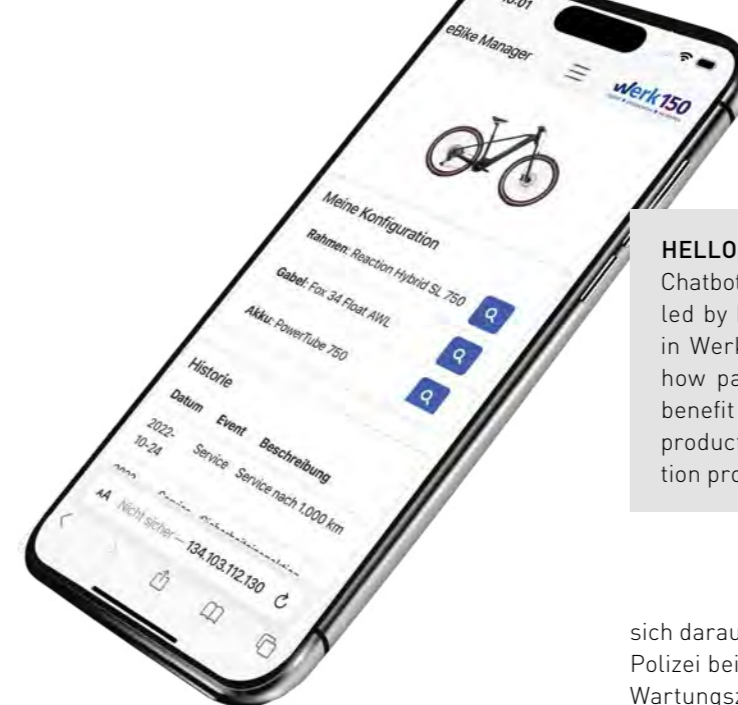 eBike Manager
Werk150
Meine Konfiguration
Rahmen: Reaction Hybrid SL 750
Gabel: Fox 34 Float AWL
Akku: PowerTube 750
Historie
Datum Event Beschreibung
2022-
10-24 Service Service nach 1.000 km
AA Nicht sicher — 134.103.112.130
HELLO
Chatbot
led by
in Werk
how pa
benefit
product
tion pro
sich darau
Polizei bei
Wartungsz